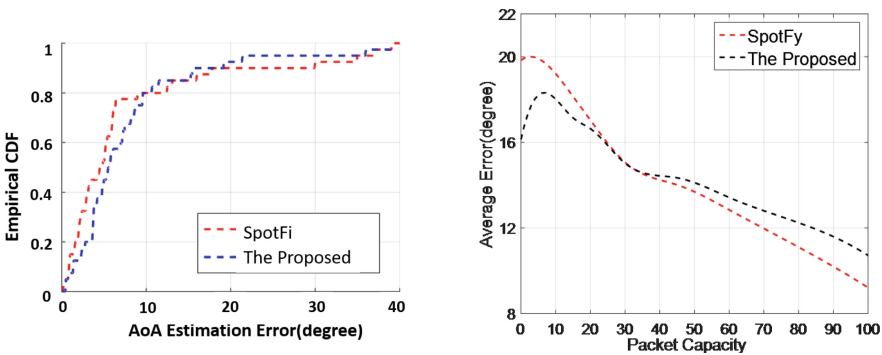 Empirical CDF
1
0.8
0.6
0.4
0.2
0
0 10 20 30 40
AoA Estimation Error(degree)
SpotFi
The Proposed
Average Error(degree)
22
20
16
12
8
0 10 20 30 40 50 60 70 80 90 100
Packet Capacity
SpotFy
The Proposed